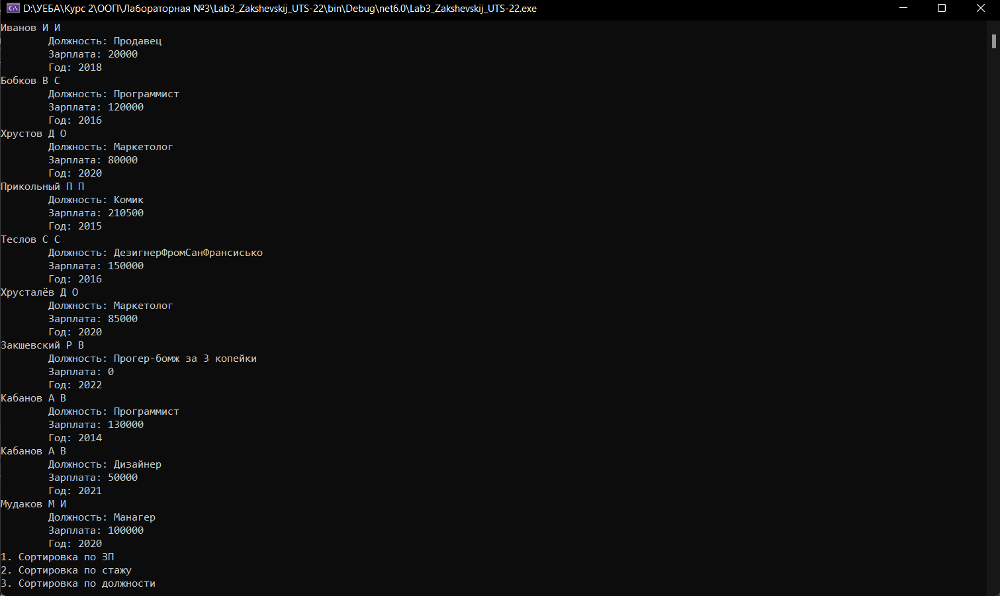 D:\УЕБА\Курс 2\ООП\Лабораторная №3\Lab3_Zakshevskij_UTS-22\bin\Debug\net6.0\Lab3_Zakshevskij_UTS-22.exe
Иванов И И
Должность: Продавец
Зарплата: 20000
Год: 2018
Бобков В С
Должность: Программист
Зарплата: 120000
Год: 2016
Хрустов Д О
Должность: Маркетолог
Зарплата: 80000
Год: 2020
Прикольный П П
Должность: Комик
Зарплата: 210500
Год: 2015
Теслов С С
Должность: ДезигнерФромСанФрансисько
Зарплата: 150000
Год: 2016
Хрусталёв Д О
Должность: Маркетолог
Зарплата: 85000
Год: 2020
Закшевский Р В
Должность: Прогер-бомж за 3 копейки
Зарплата: 0
Год: 2022
Кабанов А В
Должность: Программист
Зарплата: 130000
Год: 2014
Кабанов А В
Должность: Дизайнер
Зарплата: 50000
Год: 2021
Мудаков М И
Должность: Манагер
Зарплата: 100000
Год: 2020
1. Сортировка по ЗП
2. Сортировка по стажу
3. Сортировка по должности